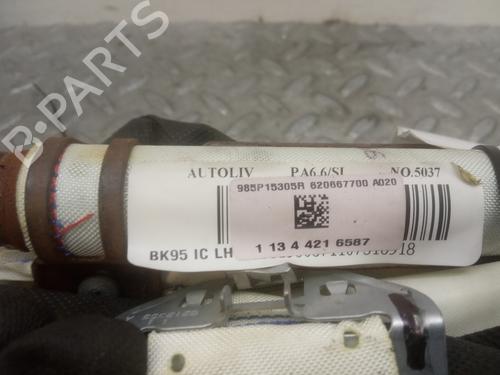 B-PARTS
AUTOLIV PA6.6/SI NO.5037
985P15305R 620667700 A020
BK95 IC LH
1 13 4 421 6587